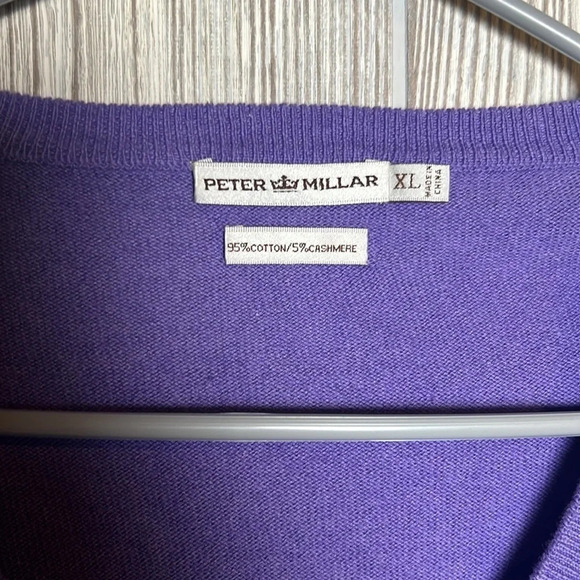 PETER MILLAR XL MADE IN CHINA
95%COTTON/5%CASHMERE